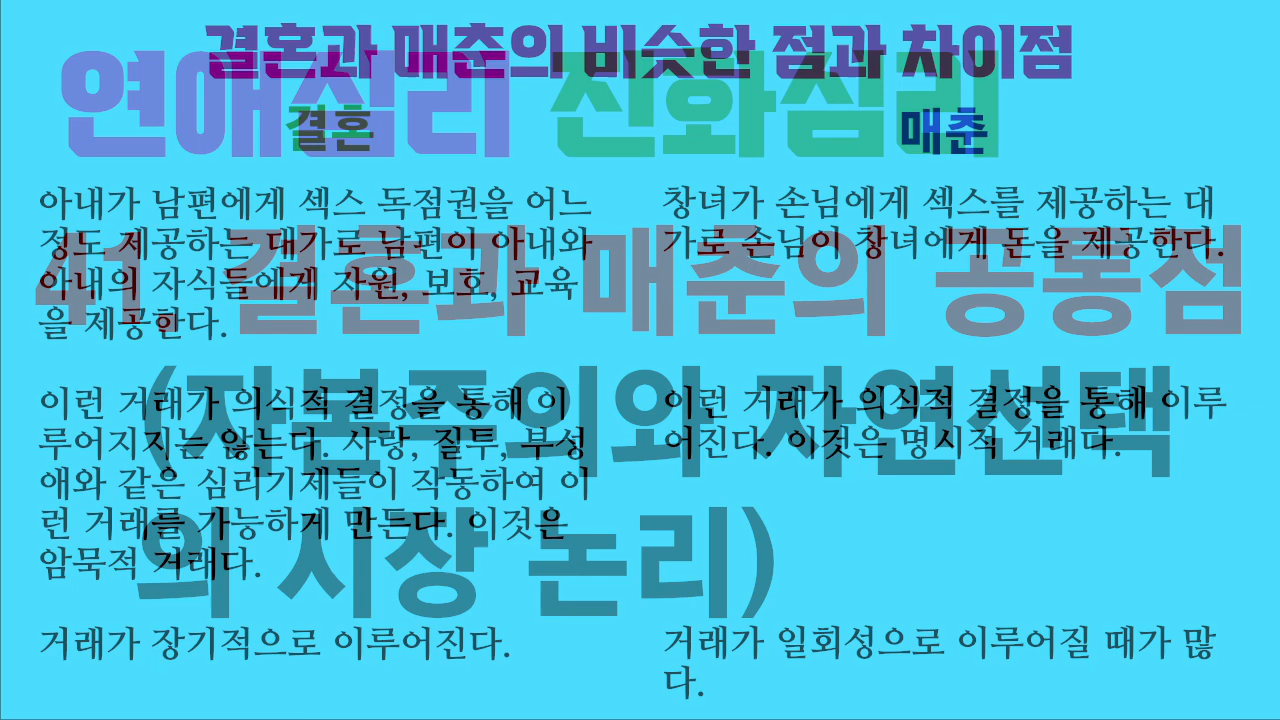 결혼과 매춘의 비슷한 점과 차이점
연애심리 진화심리
결혼
매춘
아내가 남편에게 섹스 독점권을 어느
정도 제공하는 대가로 남편이 아내와
아내의 자식들에게 자원, 보호, 교육
을 제공한다.
창녀가 손님에게 섹스를 제공하는 대
가로 손님이 창녀에게 돈을 제공한다.
41. 결혼과 매춘의 공통점
(자본주의와 자연선택
의 시장 논리)
이런 거래가 의식적 결정을 통해 이
루어지지는 않는다. 사랑, 질투, 부성
애와 같은 심리기제들이 작동하여 이
런 거래를 가능하게 만든다. 이것은
암묵적 거래다.
이런 거래가 의식적 결정을 통해 이루
어진다. 이것은 명시적 거래다.
거래가 장기적으로 이루어진다.
거래가 일회성으로 이루어질 때가 많
다.